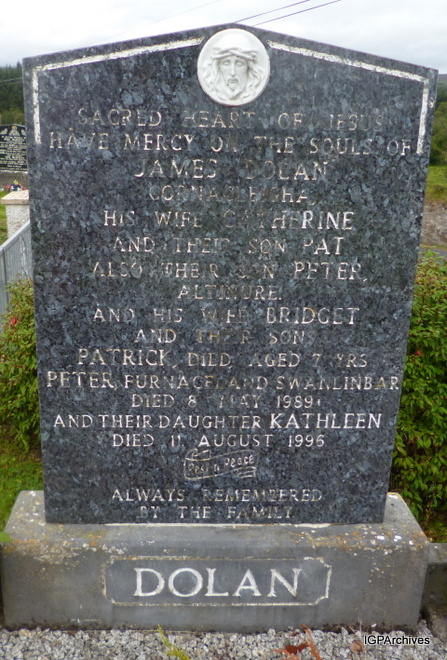 SACRED HEART OF JESUS
HAVE MERCY ON THE SOULS OF
JAMES DOLAN
CORNAGLEIGHA,
HIS WIFE CATHERINE
AND THEIR SON PAT
ALSO THEIR SON PETER,
ALTINURE.
AND HIS WIFE BRIDGET
AND THEIR SONS
PATRICK, DIED, AGED 7 YRS
PETER, FURNACELAND SWANLINBAR
DIED 8 MAY 1989
AND THEIR DAUGHTER KATHLEEN
DIED 11 AUGUST 1996
Rest in Peace
ALWAYS REMEMBERED
BY THE FAMILY
DOLAN
IGPArchives